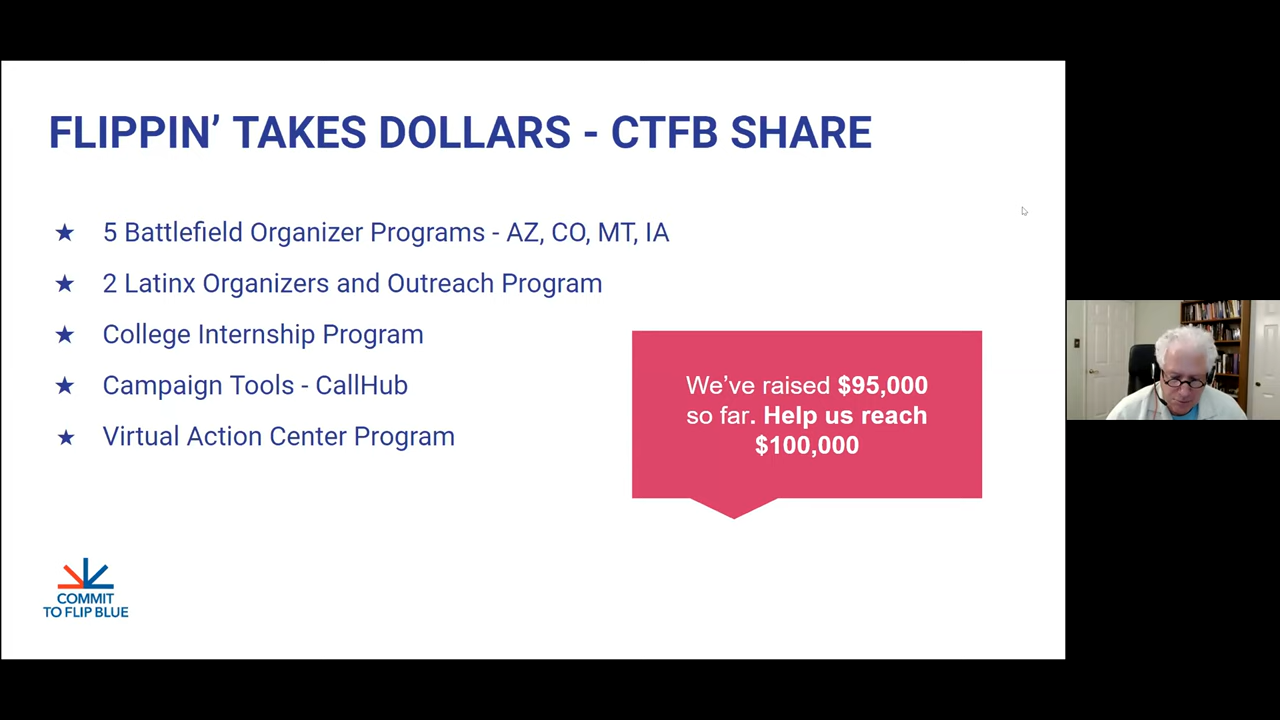 FLIPPIN’ TAKES DOLLARS - CTFB SHARE
★ 5 Battlefield Organizer Programs - AZ, CO, MT, IA
★ 2 Latinx Organizers and Outreach Program
★ College Internship Program
★ Campaign Tools - CallHub
★ Virtual Action Center Program
We’ve raised $95,000
so far. Help us reach
$100,000
COMMIT
TO FLIP BLUE